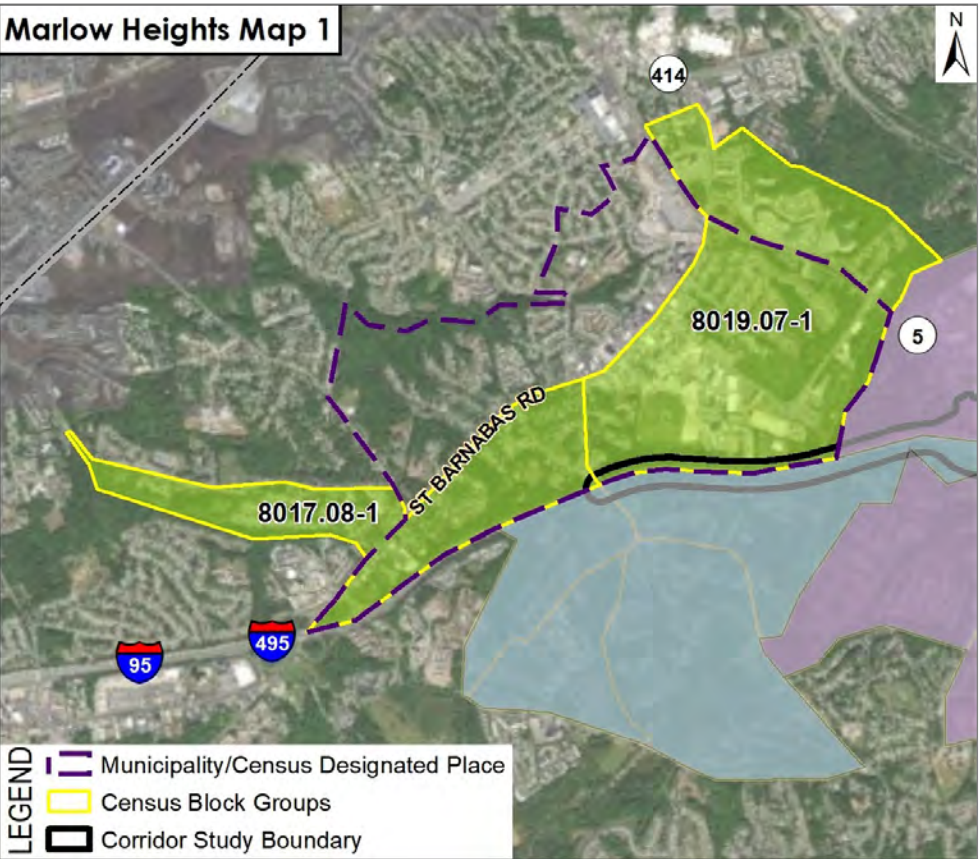 Marlow Heights Map 1
N
414
8019.07-1
5
ST BARNABAS RD
8017.08-1
495
95
LEGEND
Municipality/Census Designated Place
Census Block Groups
Corridor Study Boundary